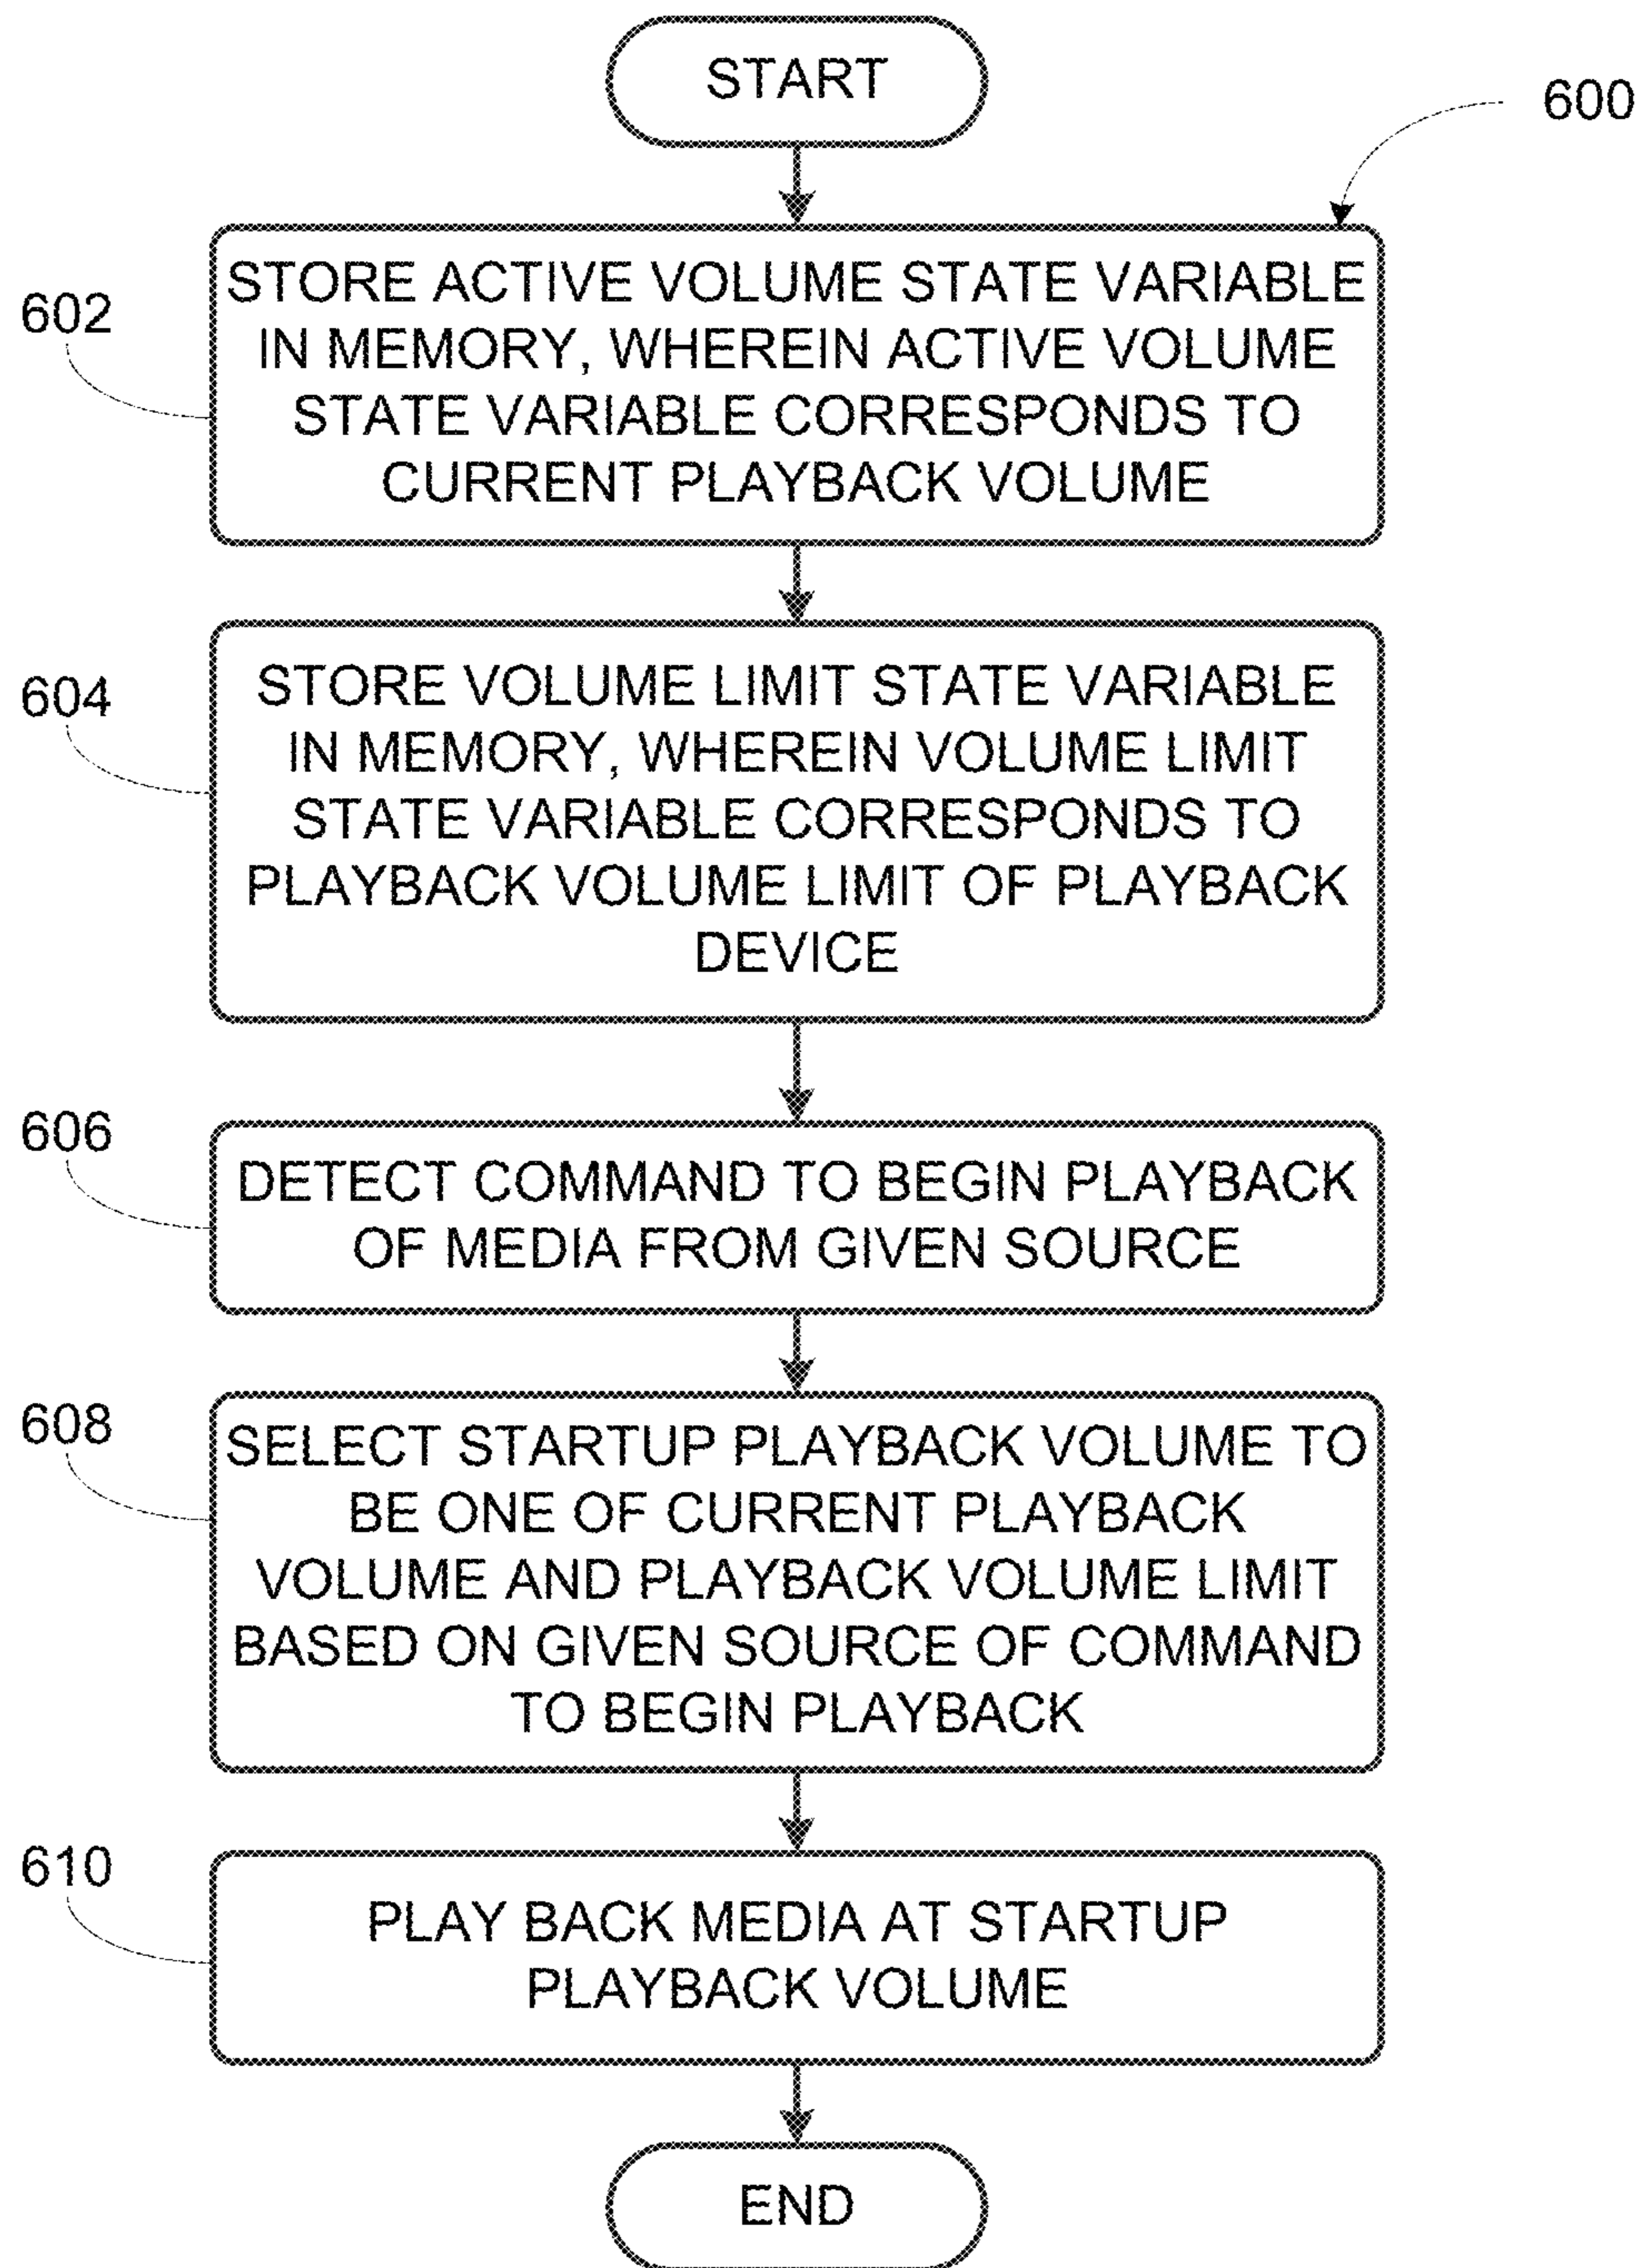 START
600
602
STORE ACTIVE VOLUME STATE VARIABLE
IN MEMORY, WHEREIN ACTIVE VOLUME
STATE VARIABLE CORRESPONDS TO
CURRENT PLAYBACK VOLUME
604
STORE VOLUME LIMIT STATE VARIABLE
IN MEMORY, WHEREIN VOLUME LIMIT
STATE VARIABLE CORRESPONDS TO
PLAYBACK VOLUME LIMIT OF PLAYBACK
DEVICE
606
DETECT COMMAND TO BEGIN PLAYBACK
OF MEDIA FROM GIVEN SOURCE
608
SELECT STARTUP PLAYBACK VOLUME TO
BE ONE OF CURRENT PLAYBACK
VOLUME AND PLAYBACK VOLUME LIMIT
BASED ON GIVEN SOURCE OF COMMAND
TO BEGIN PLAYBACK
610
PLAY BACK MEDIA AT STARTUP
PLAYBACK VOLUME
END